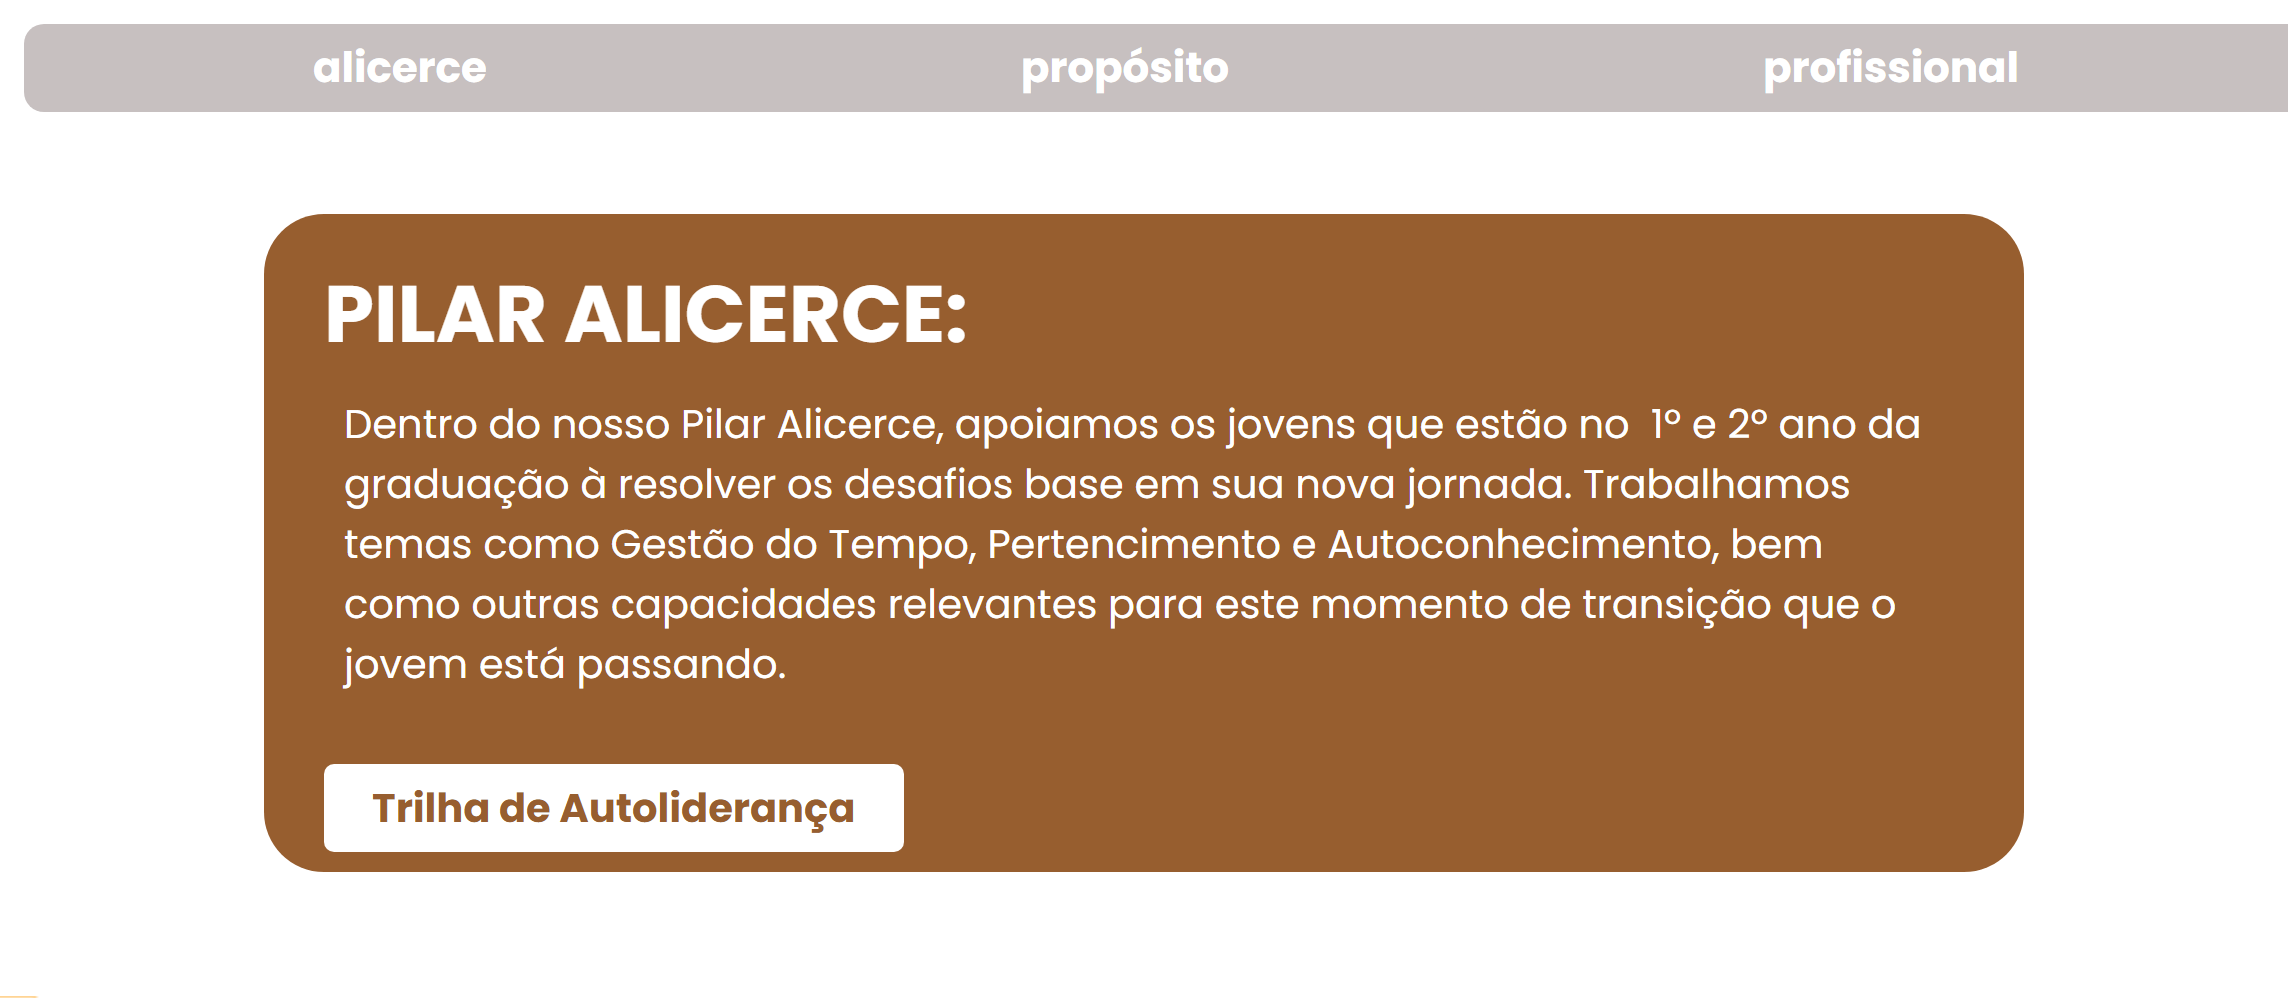 alicerce propósito profissional
PILAR ALICERCE:
Dentro do nosso Pilar Alicerce, apoiamos os jovens que estão no  1º e 2º ano da
graduação à resolver os desafios base em sua nova jornada. Trabalhamos
temas como Gestão do Tempo, Pertencimento e Autoconhecimento, bem
como outras capacidades relevantes para este momento de transição que o
jovem está passando.
Trilha de Autoliderança